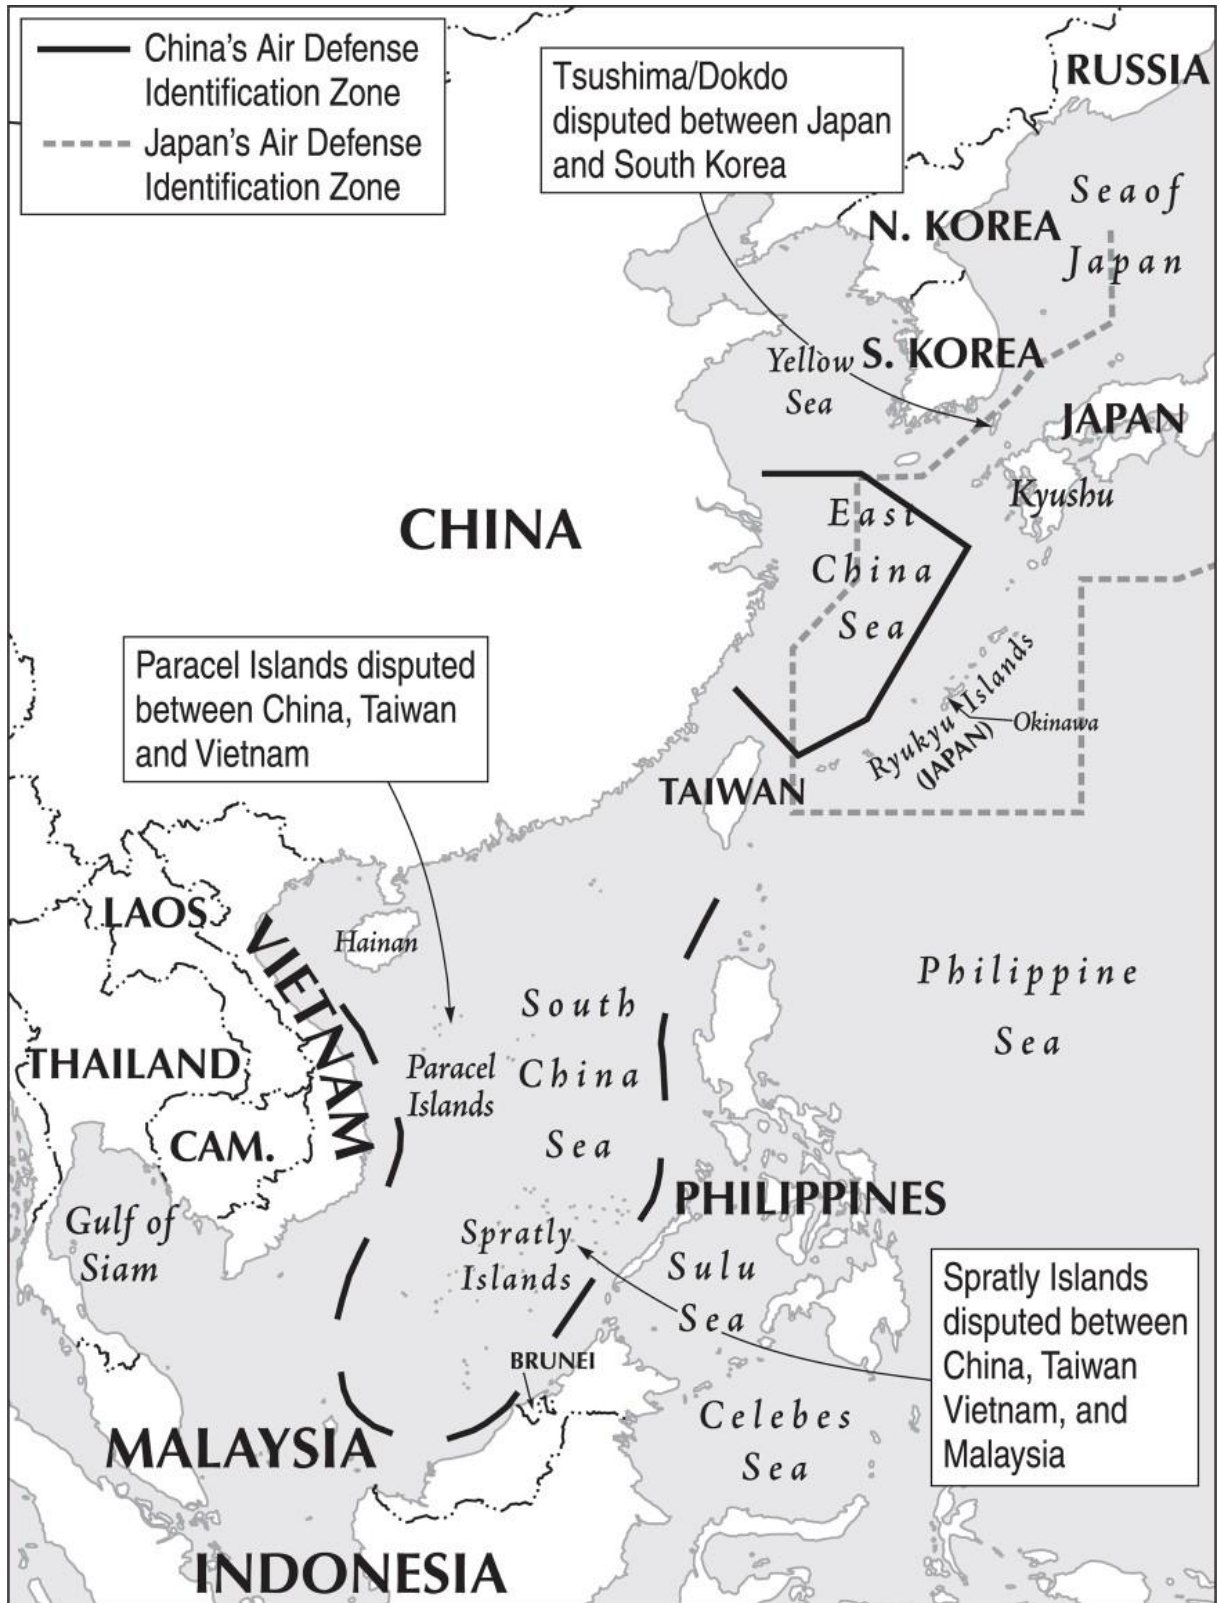 China's Air Defense
Identification Zone
Japan's Air Defense
Identification Zone
Tsushima/Dokdo
disputed between Japan
and South Korea
RUSSIA
Sea of
Japan
N. KOREA
S. KOREA
Yellow
Sea
JAPAN
Kyushu
CHINA
East
China
Sea
Paracel Islands disputed
between China, Taiwan
and Vietnam
Ryukyu Islands
(JAPAN)
Okinawa
TAIWAN
LAOS
VIETNAM
Hainan
South
China
Sea
Philippine
Sea
THAILAND
Paracel
Islands
CAM.
Gulf of
Siam
PHILIPPINES
Spratly
Islands
Sulu
Sea
Spratly Islands
disputed between
China, Taiwan
Vietnam, and
Malaysia
BRUNEI
Celebes
Sea
MALAYSIA
INDONESIA